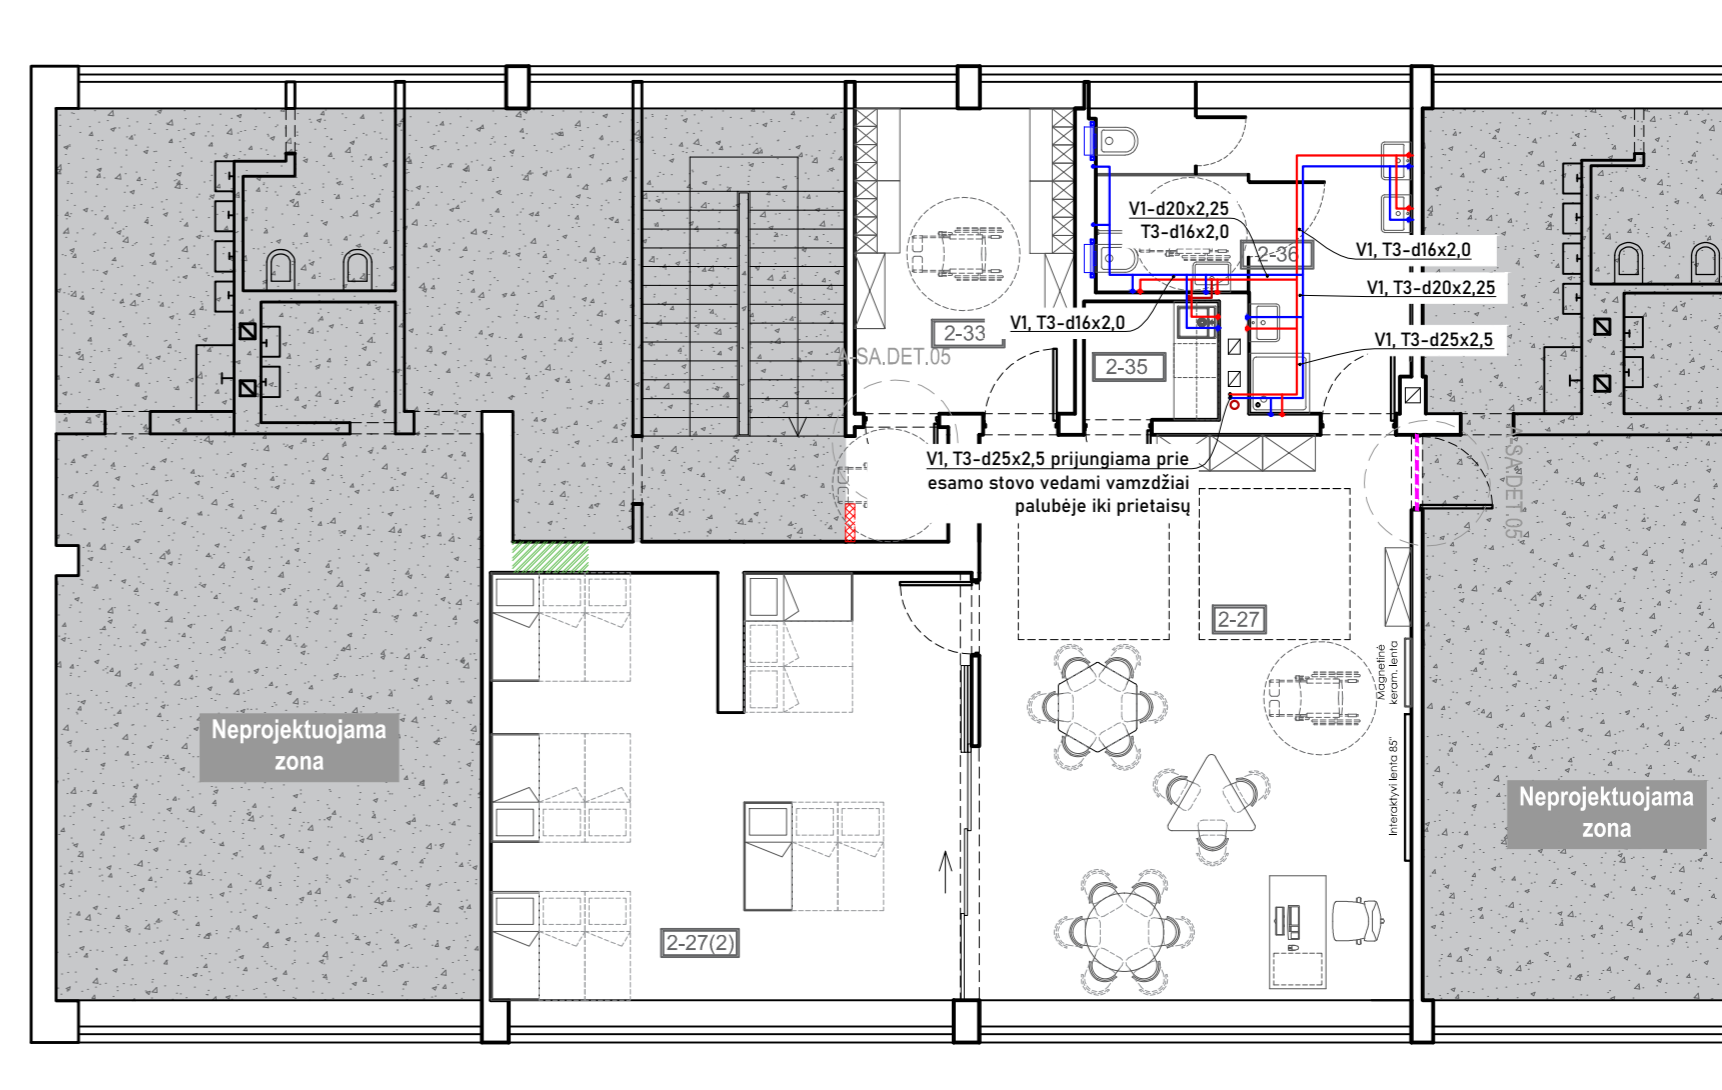 V1-d20x2,25
T3-d16x2,0
2-36
V1, T3-d16x2,0
V1, T3-d20x2,25
V1, T3-d16x2,0
2-33
V1, T3-d25x2,5
A-SA.DET.05
2-35
V1, T3-d25x2,5 prijungiama prie
esamo stovo vedami vamzdžiai
palubėje iki prietaisų
A-SA.DET.05
2-27
Magnetinė
keram. lenta
Neprojektuojama
zona
Interaktyvi lenta 85"
Neprojektuojama
zona
2-27(2)